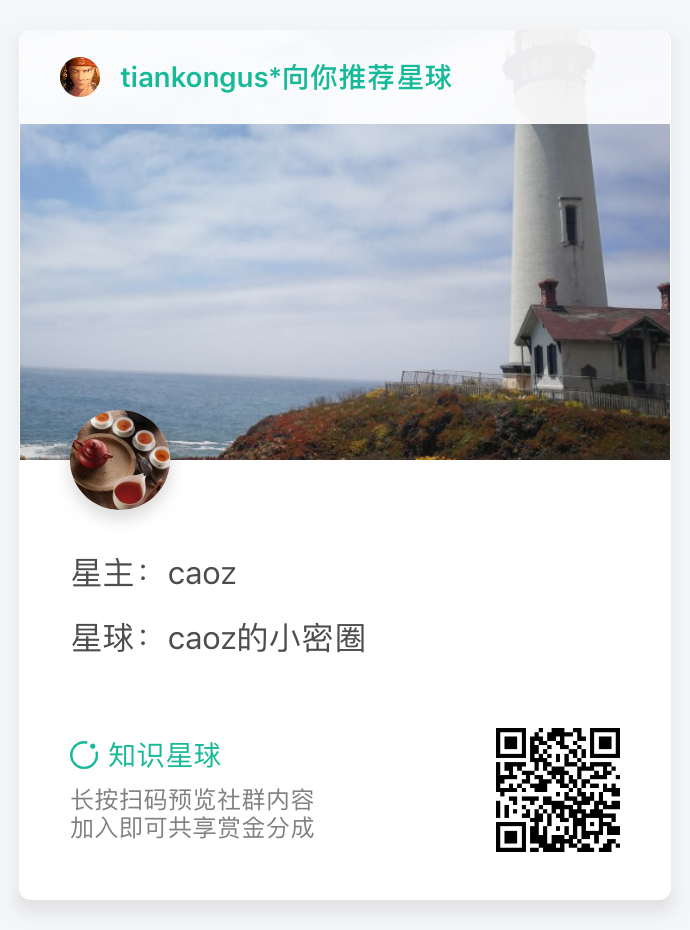 tiankongus*向你推荐星球
星主：caoz
星球：caoz的小密圈
知识星球
长按扫码预览社群内容
加入即可共享赏金分成